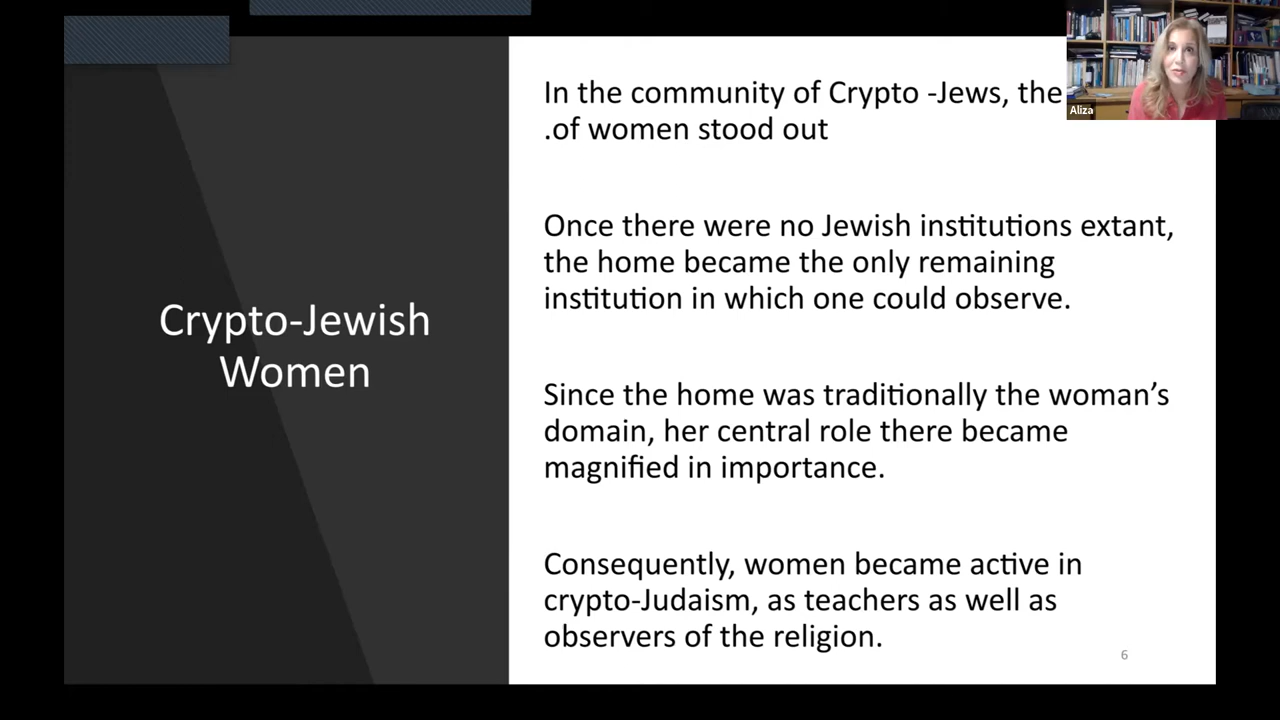 Crypto-Jewish
Women
In the community of Crypto -Jews, the
.of women stood out
Once there were no Jewish institutions extant,
the home became the only remaining
institution in which one could observe.
Since the home was traditionally the woman’s
domain, her central role there became
magnified in importance.
Consequently, women became active in
crypto-Judaism, as teachers as well as
observers of the religion.
6
Aliza